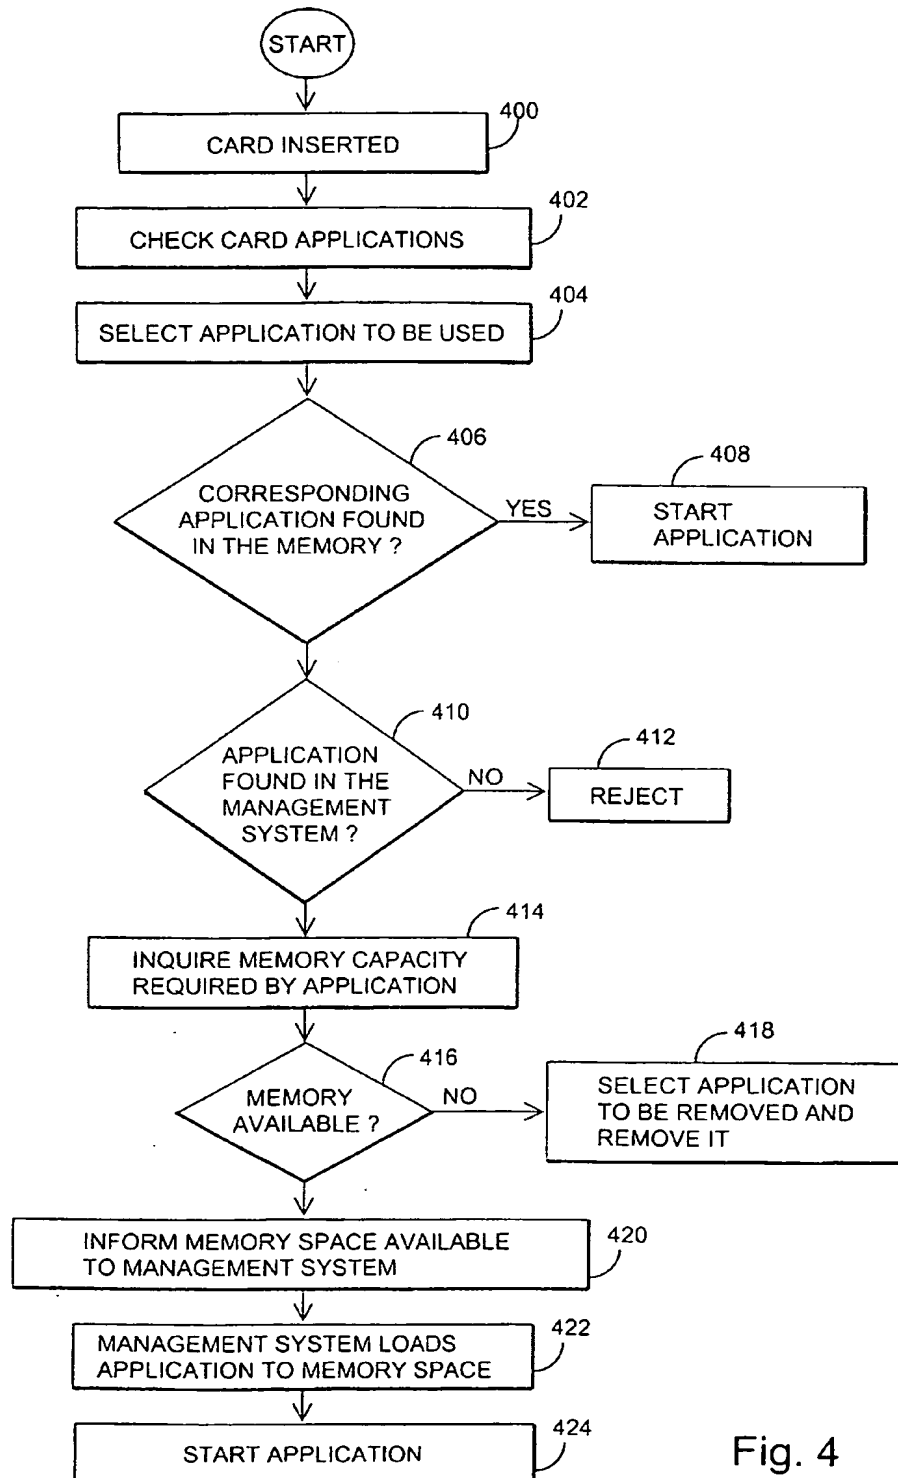 START
400
CARD INSERTED
402
CHECK CARD APPLICATIONS
404
SELECT APPLICATION TO BE USED
406
CORRESPONDING
APPLICATION FOUND
IN THE MEMORY ?
YES
408
START
APPLICATION
410
APPLICATION
FOUND IN THE
MANAGEMENT
SYSTEM ?
NO
412
REJECT
414
INQUIRE MEMORY CAPACITY
REQUIRED BY APPLICATION
416
MEMORY
AVAILABLE ?
NO
418
SELECT APPLICATION
TO BE REMOVED AND
REMOVE IT
INFORM MEMORY SPACE AVAILABLE
TO MANAGEMENT SYSTEM
420
MANAGEMENT SYSTEM LOADS
APPLICATION TO MEMORY SPACE
422
START APPLICATION
424
Fig. 4